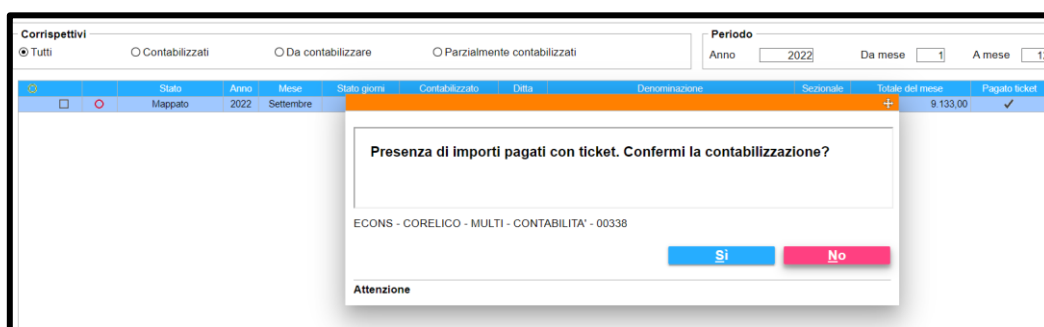 Corrispettivi
Tutti Contabilizzati Da contabilizzare Parzialmente contabilizzati
Periodo
Anno 2022 Da mese 1 A mese
Stato Anno Mese Stato giorni Contabilizzato Ditta Denominazione Sezionale Totale del mese Pagato ticket
Mappato 2022 Settembre 9.133,00
Presenza di importi pagati con ticket. Confermi la contabilizzazione?
ECONS - CORELICO - MULTI - CONTABILITA' - 00338
Sì No
Attenzione